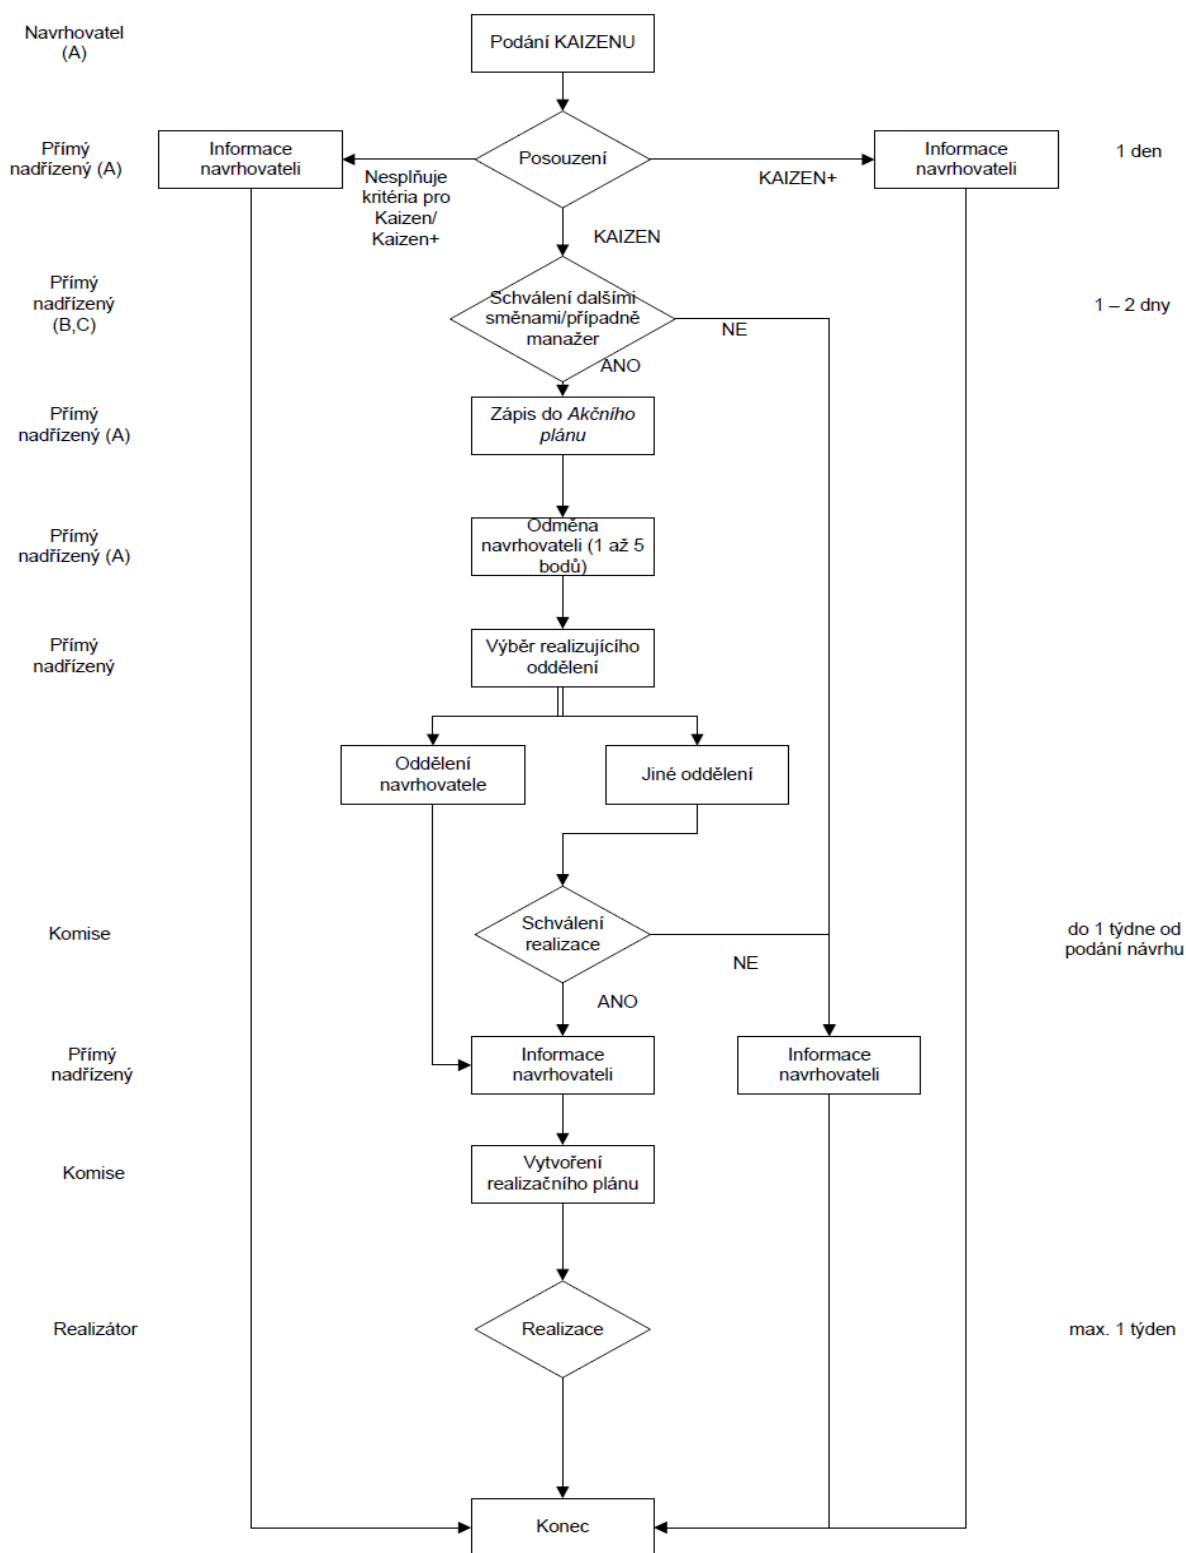 Navrhovatel
(A)
Podání KAIZENU
Přímý
nadřízený (A)
Informace
navrhovateli
Posouzení
Informace
navrhovateli
1 den
Nesplňuje
kritéria pro
Kaizen/
Kaizen+
KAIZEN+
KAIZEN
Přímý
nadřízený
(B,C)
Schválení dalšími
směnami/případně
manažer
NE
1 – 2 dny
ANO
Přímý
nadřízený (A)
Zápis do Akčního
plánu
Přímý
nadřízený (A)
Odměna
navrhovateli (1 až 5
bodů)
Přímý
nadřízený
Výběr realizujícího
oddělení
Oddělení
navrhovatele
Jiné oddělení
Komise
Schválení
realizace
NE
do 1 týdne od
podání návrhu
ANO
Přímý
nadřízený
Informace
navrhovateli
Informace
navrhovateli
Komise
Vytvoření
realizačního plánu
Realizátor
Realizace
max. 1 týden
Konec